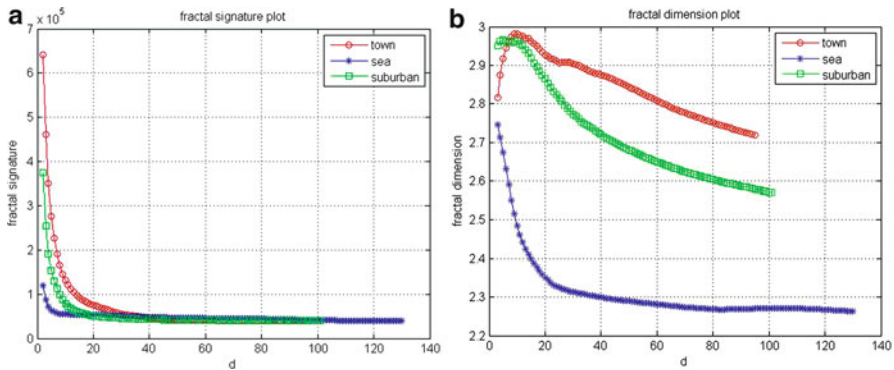 a
fractal signature plot
x 10^5
7
6
5
4
3
2
1
0
fractal signature
0 20 40 60 80 100 120 140
d
town
sea
suburban
b
fractal dimension plot
3
2.9
2.8
2.7
2.6
2.5
2.4
2.3
2.2
fractal dimension
0 20 40 60 80 100 120 140
d
town
sea
suburban